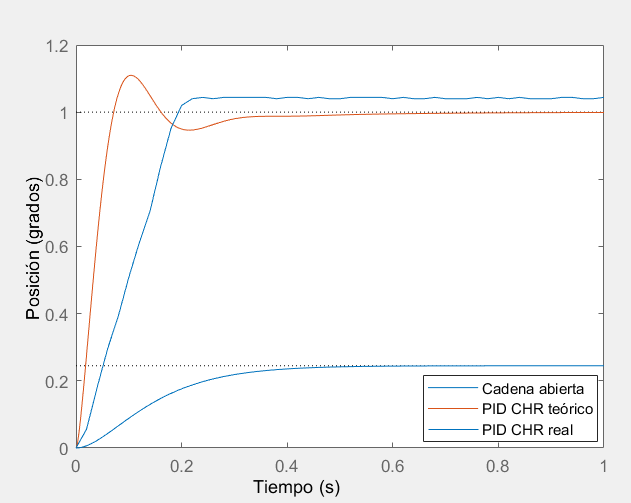 1.2
1
0.8
0.6
0.4
0.2
0
Posición (grados)
0
0.2
0.4
0.6
0.8
1
Tiempo (s)
Cadena abierta
PID CHR teórico
PID CHR real